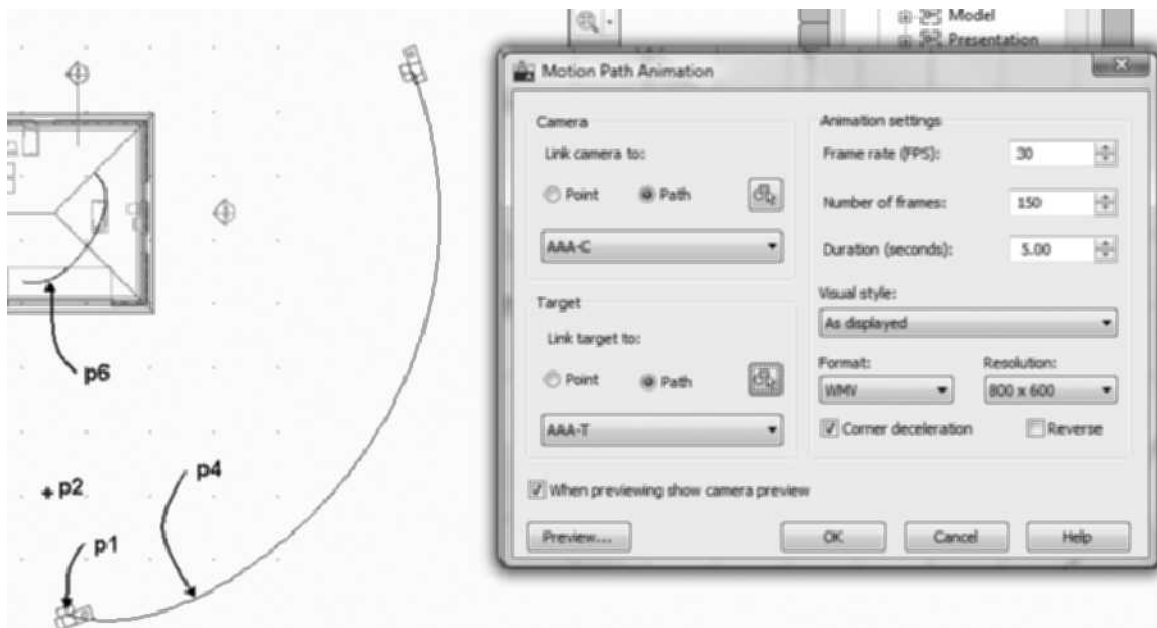 Model
Presentation
Motion Path Animation
Camera
Link camera to:
Point Path
AAA-C
Target
Link target to:
Point Path
AAA-T
Animation settings
Frame rate (FPS): 30
Number of frames: 150
Duration (seconds): 5.00
Visual style:
As displayed
Format: Resolution:
WMV 800 x 600
Corner deceleration Reverse
When previewing show camera preview
Preview... OK Cancel Help
p6
p4
p2
p1